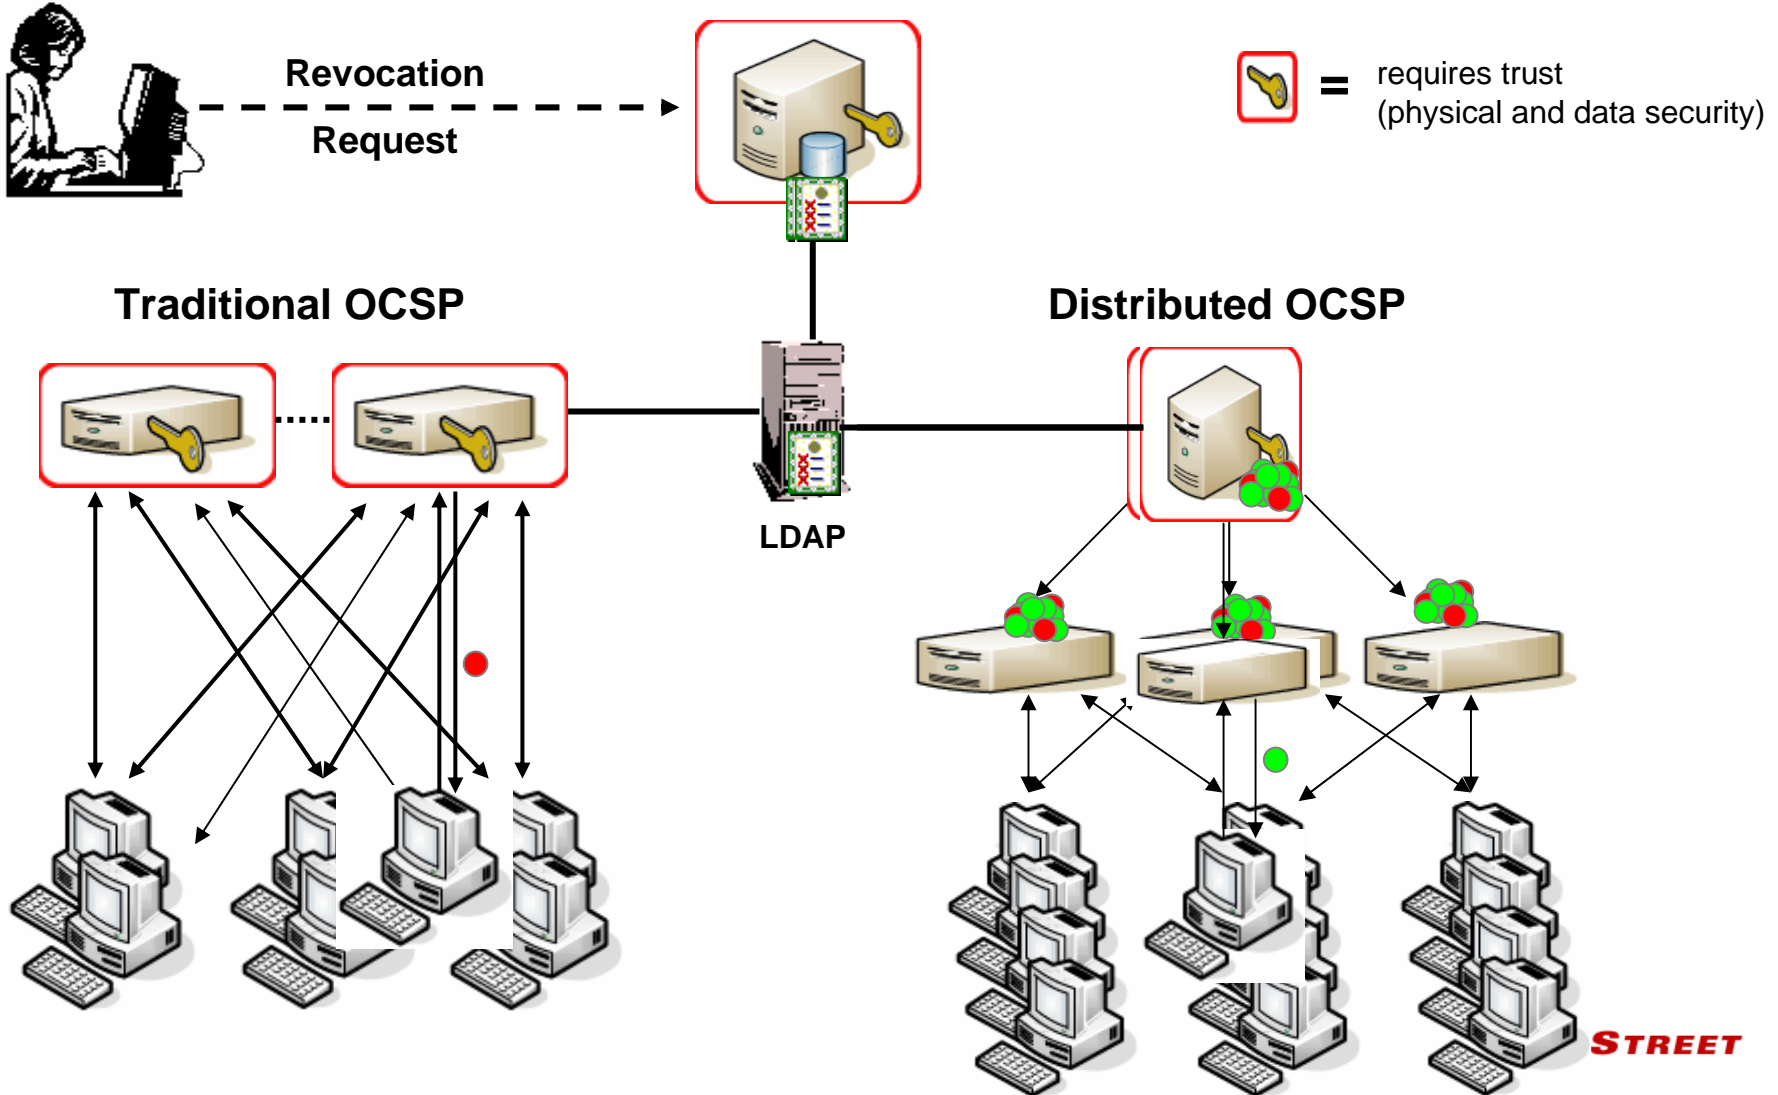 Revocation
Request
=
requires trust
(physical and data security)
Traditional OCSP
Distributed OCSP
LDAP
STREET